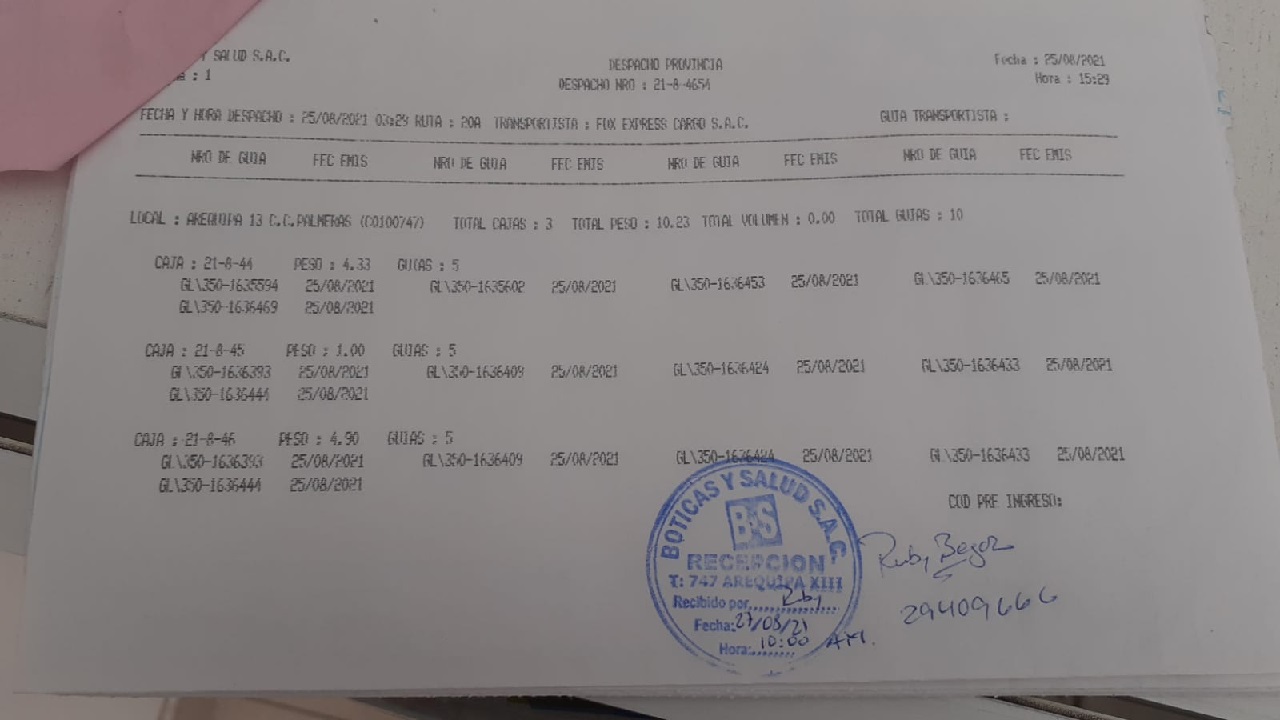 Y SALUD S.A.C.
: 1
DESPACHO PROVINCIA
DESPACHO NRO : 21-8-4654
Fecha : 25/08/2021
Hora : 15:29
FECHA Y HORA DESPACHO : 25/08/2021 03:29 RUTA : 20A TRANSPORTISTA : FOX EXPRESS CARGO S.A.C. GUIA TRANSPORTISTA :
NRO DE GUIA FEC EMIS NRO DE GUIA FEC EMIS NRO DE GUIA FEC EMIS NRO DE GUIA FEC EMIS
LOCAL : AREQUIPA 13 C.C.PALMERAS (C0100747) TOTAL CAJAS : 3 TOTAL PESO : 10.23 TOTAL VOLUMEN : 0.00 TOTAL GUIAS : 10
CAJA : 21-8-44 PESO : 4.33 GUIAS : 5
GL\350-1635594 25/08/2021 GL\350-1635602 25/08/2021 GL\350-1636453 25/08/2021 GL\350-1636465 25/08/2021
GL\350-1636469 25/08/2021
CAJA : 21-8-45 PESO : 1.00 GUIAS : 5
GL\350-1636393 25/08/2021 GL\350-1636409 25/08/2021 GL\350-1636424 25/08/2021 GL\350-1636433 25/08/2021
GL\350-1636444 25/08/2021
CAJA : 21-8-46 PESO : 4.90 GUIAS : 5
GL\350-1636393 25/08/2021 GL\350-1636409 25/08/2021 GL\350-1636424 25/08/2021 GL\350-1636433 25/08/2021
GL\350-1636444 25/08/2021
COD PRE INGRESO:
BOTICAS Y SALUD S.A.C.
B&S
RECEPCION
T: 747 AREQUIPA XIII
Recibido por Ruby
Fecha: 27/08/21
Hora: 10:00 AM.
Ruby
29409666